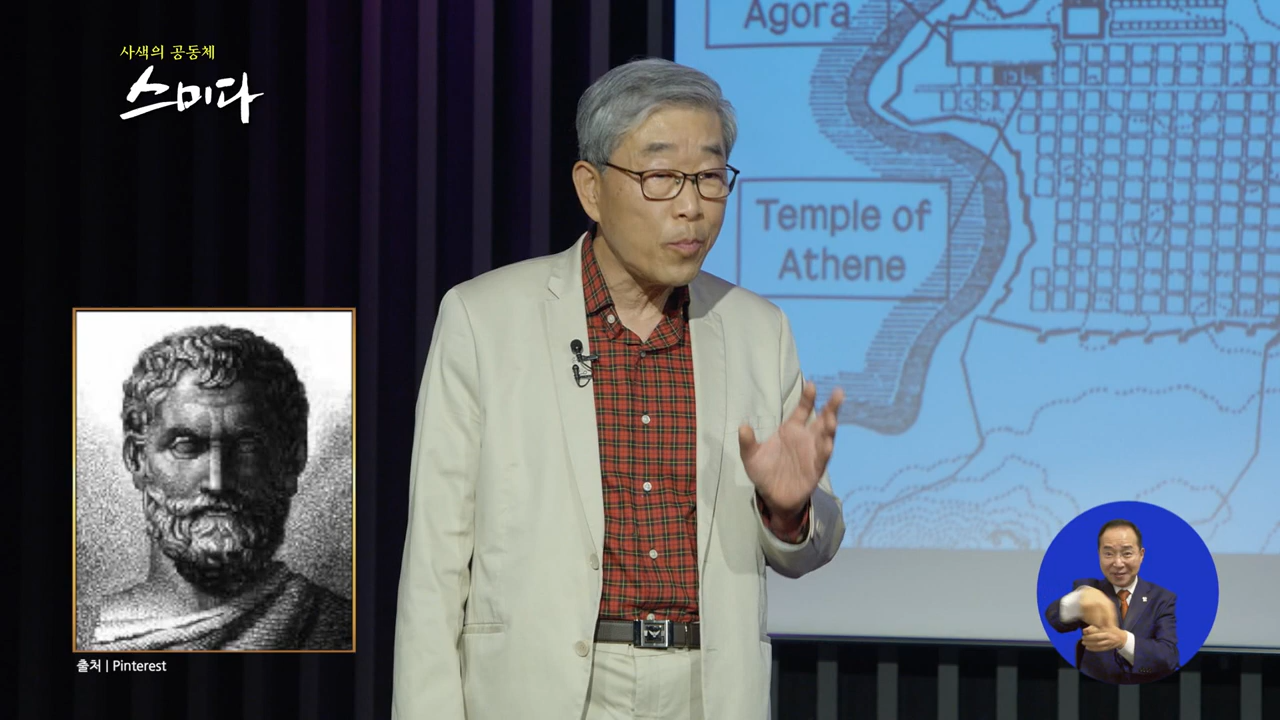 사색의 공동체
스미다
Agora
Temple of
Athene
출처 | Pinterest